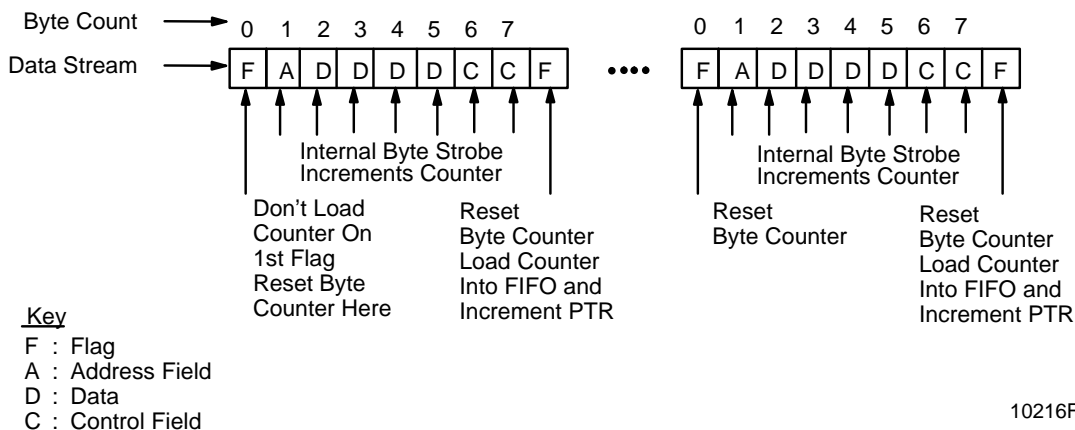 Byte Count 0 1 2 3 4 5 6 7 0 1 2 3 4 5 6 7
Data Stream F A D D D D C C F •••• F A D D D D C C F
Internal Byte Strobe
Increments Counter
Internal Byte Strobe
Increments Counter
Don't Load
Counter On
1st Flag
Reset Byte
Counter Here
Reset
Byte Counter
Load Counter
Into FIFO and
Increment PTR
Reset
Byte Counter
Reset
Byte Counter
Load Counter
Into FIFO and
Increment PTR
Key
F : Flag
A : Address Field
D : Data
C : Control Field
10216F